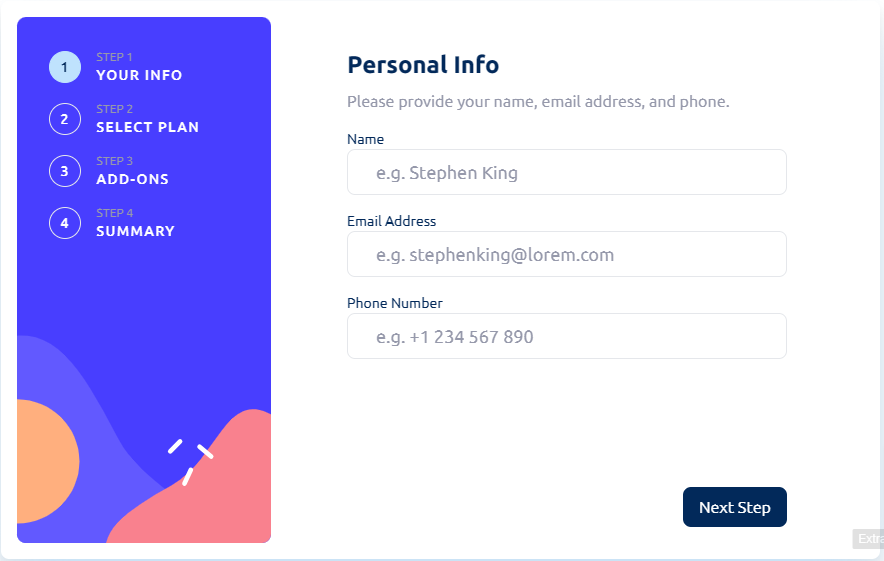 1
STEP 1
YOUR INFO
2
STEP 2
SELECT PLAN
3
STEP 3
ADD-ONS
4
STEP 4
SUMMARY
Personal Info
Please provide your name, email address, and phone.
Name
e.g. Stephen King
Email Address
e.g. stephenking@lorem.com
Phone Number
e.g. +1 234 567 890
Next Step